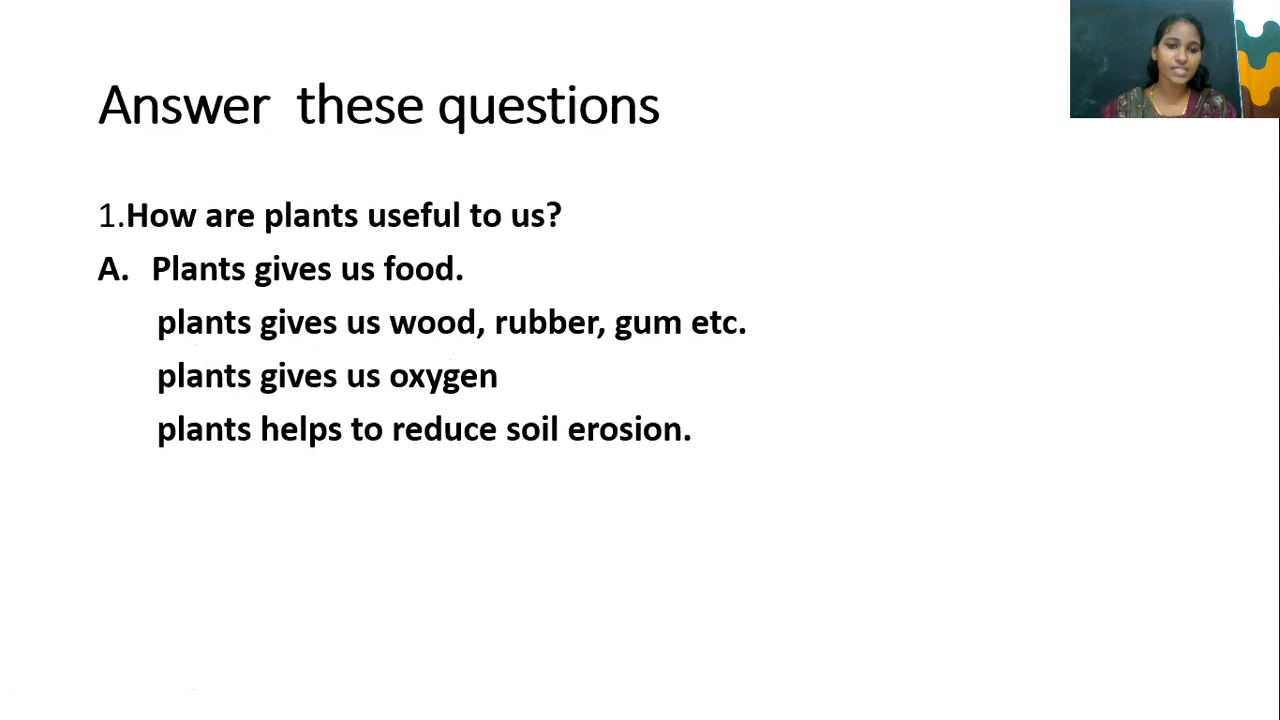 Answer these questions
1.How are plants useful to us?
A. Plants gives us food.
plants gives us wood, rubber, gum etc.
plants gives us oxygen
plants helps to reduce soil erosion.